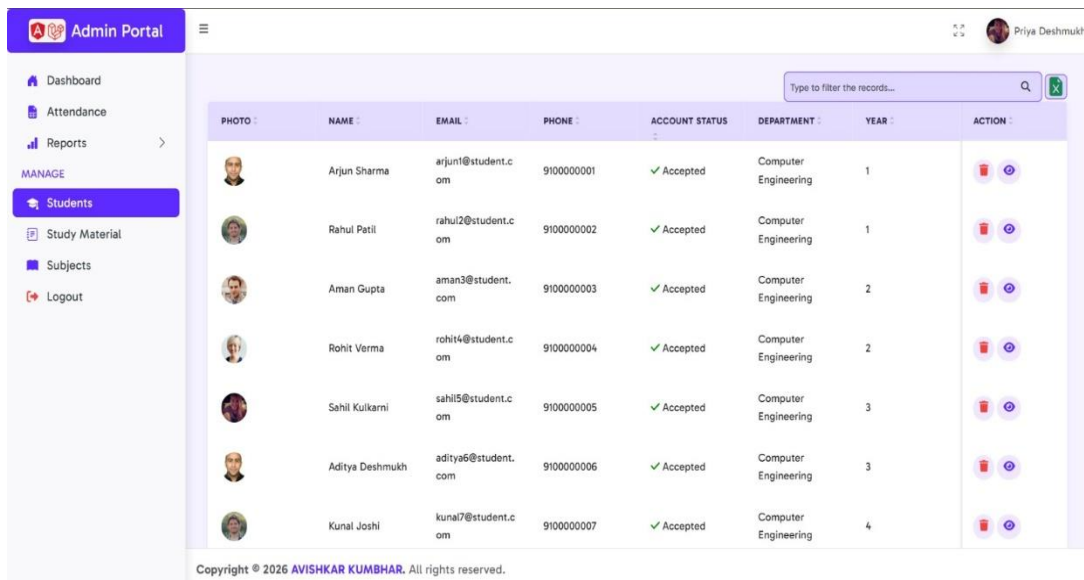 Admin Portal
Priya Deshmukh
Dashboard
Attendance
Reports
MANAGE
Students
Study Material
Subjects
Logout
Type to filter the records...
PHOTO NAME EMAIL PHONE ACCOUNT STATUS DEPARTMENT YEAR ACTION
Arjun Sharma arjun1@student.c 9100000001 Accepted Computer 1
om Engineering
Rahul Patil rahul2@student.c 9100000002 Accepted Computer 1
om Engineering
Aman Gupta aman3@student. 9100000003 Accepted Computer 2
com Engineering
Rohit Verma rohit4@student.c 9100000004 Accepted Computer 2
om Engineering
Sahil Kulkarni sahil5@student.c 9100000005 Accepted Computer 3
om Engineering
Aditya Deshmukh aditya6@student. 9100000006 Accepted Computer 3
com Engineering
Kunal Joshi kunal7@student.c 9100000007 Accepted Computer 4
om Engineering
Copyright © 2026 AVISHKAR KUMBHAR. All rights reserved.